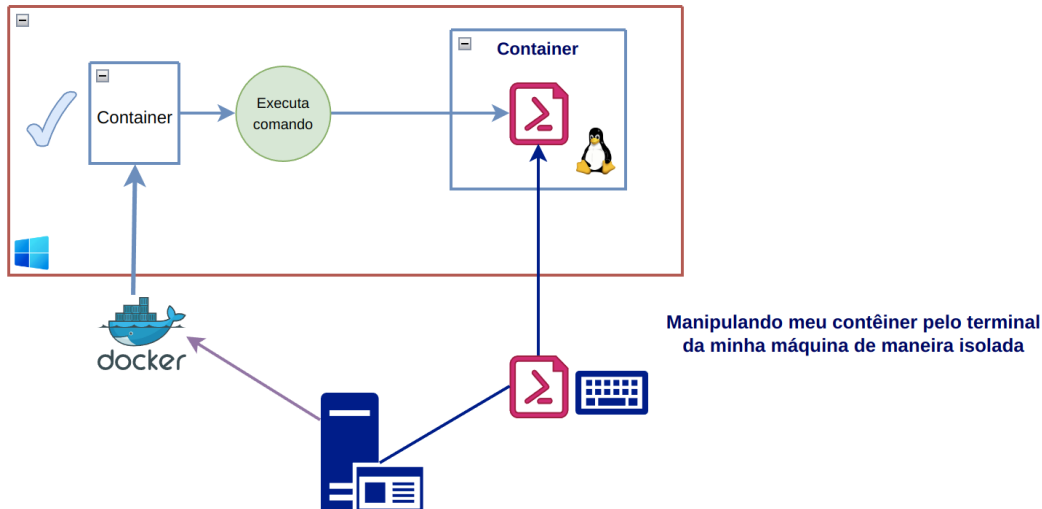 Container
Executa
comando
Container
docker
Manipulando meu contêiner pelo terminal
da minha máquina de maneira isolada